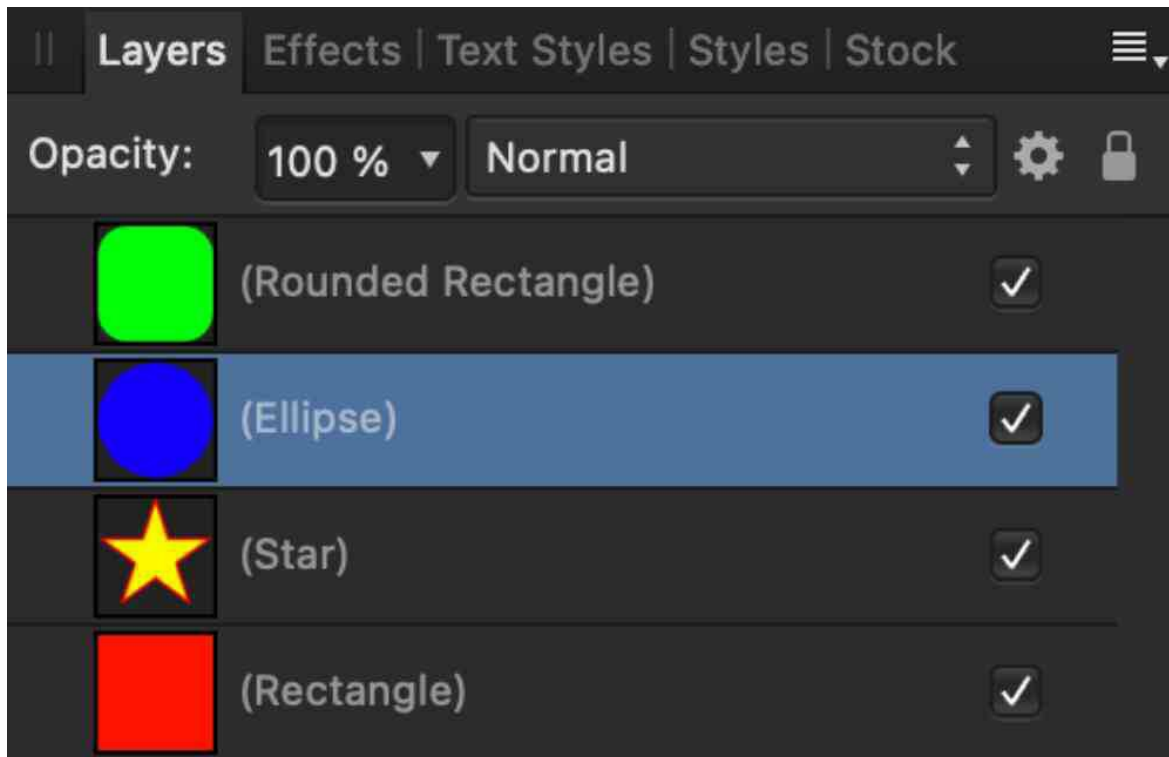 Layers Effects | Text Styles | Styles | Stock
Opacity: 100 % Normal
(Rounded Rectangle)
(Ellipse)
(Star)
(Rectangle)